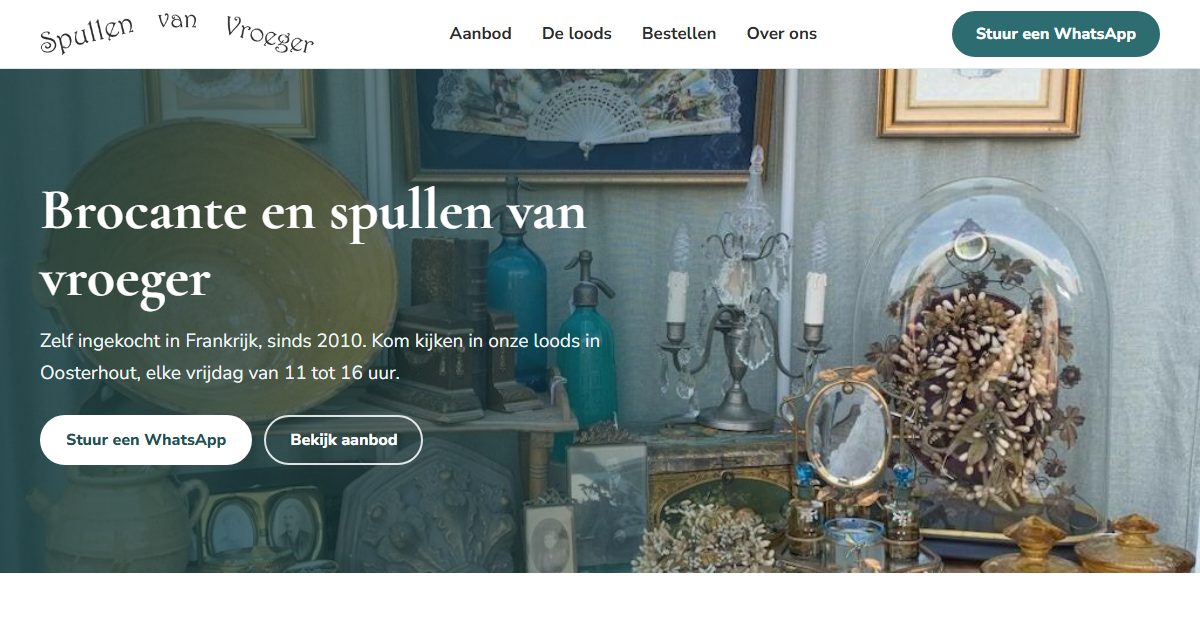 Spullen van Vroeger
Aanbod
De loods
Bestellen
Over ons
Stuur een WhatsApp
Brocante en spullen van
vroeger
Zelf ingekocht in Frankrijk, sinds 2010. Kom kijken in onze loods in
Oosterhout, elke vrijdag van 11 tot 16 uur.
Stuur een WhatsApp
Bekijk aanbod